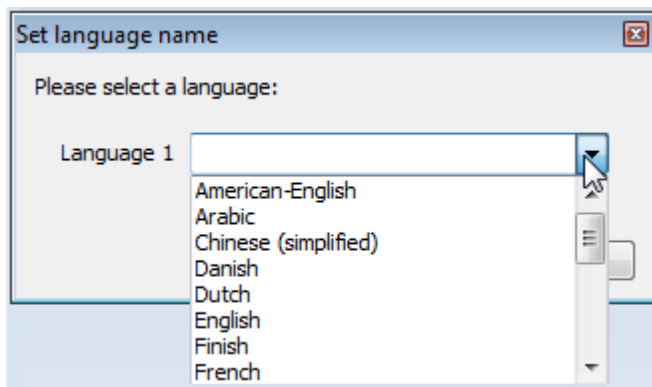 Set language name
Please select a language:
Language 1
American-English
Arabic
Chinese (simplified)
Danish
Dutch
English
Finish
French